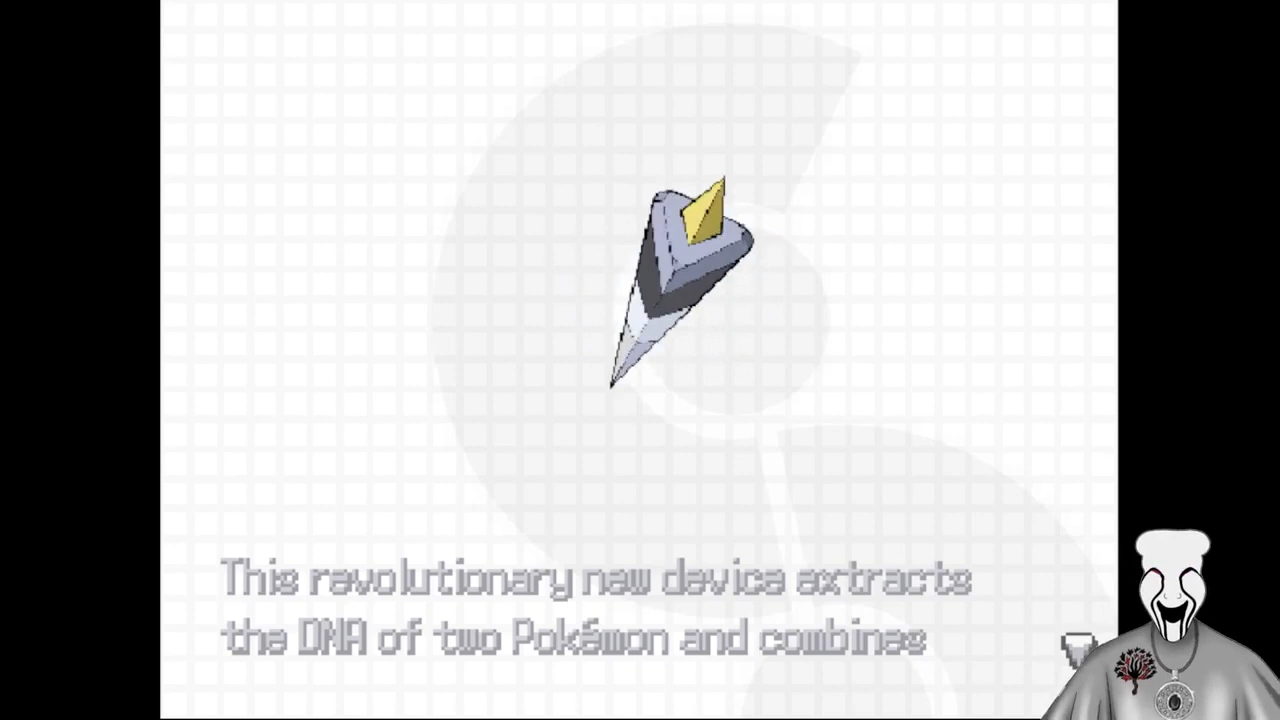 This revolutionary new device extracts
the DNA of two Pokémon and combines